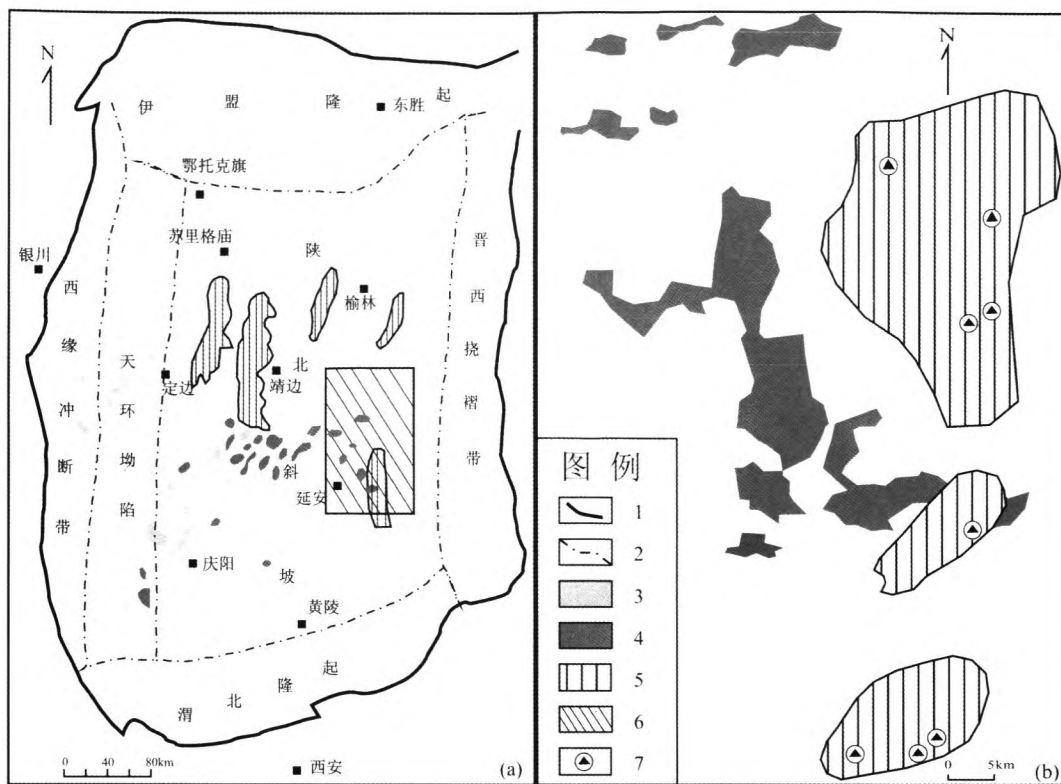 N
伊盟隆起
东胜
鄂托克旗
苏里格庙
陕
银川
榆林
晋西挠褶带
西缘冲断带
天环坳陷
定边
北
靖边
斜
延安
庆阳
坡
黄陵
渭北隆起
0 40 80km
西安
(a)
N
图例
1
2
3
4
5
6
7
0 5km
(b)